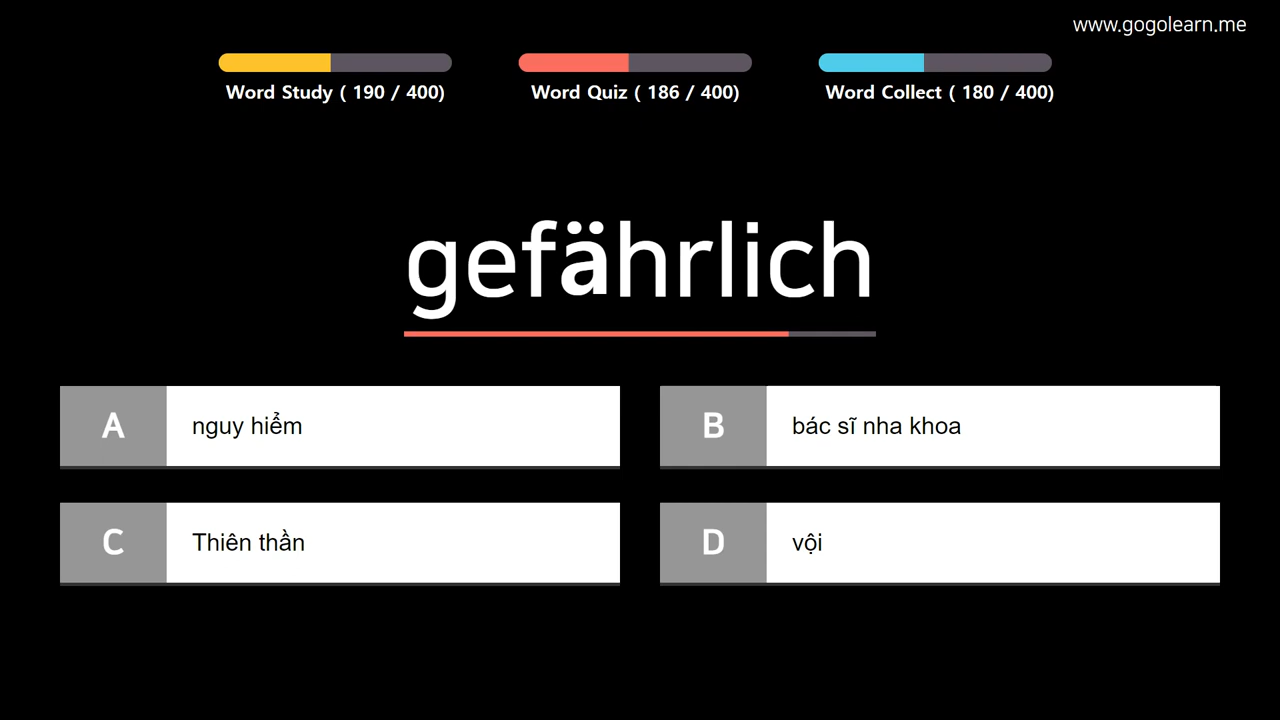 www.gogolearn.me
Word Study ( 190 / 400)
Word Quiz ( 186 / 400)
Word Collect ( 180 / 400)
gefährlich
A nguy hiểm
B bác sĩ nha khoa
C Thiên thần
D vội